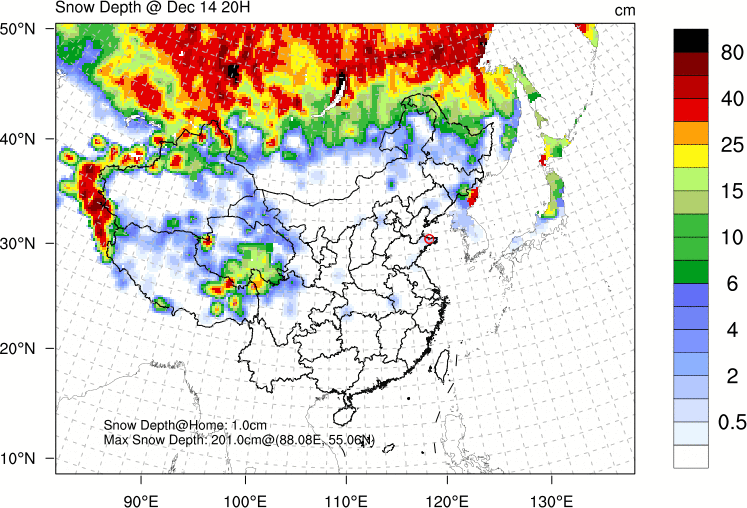 Snow Depth @ Dec 14 20H
cm
50°N
40°N
30°N
20°N
10°N
90°E
100°E
110°E
120°E
130°E
80
40
25
15
10
6
4
2
0.5
Snow Depth@Home: 1.0cm
Max Snow Depth: 201.0cm@(88.08E, 55.06N)